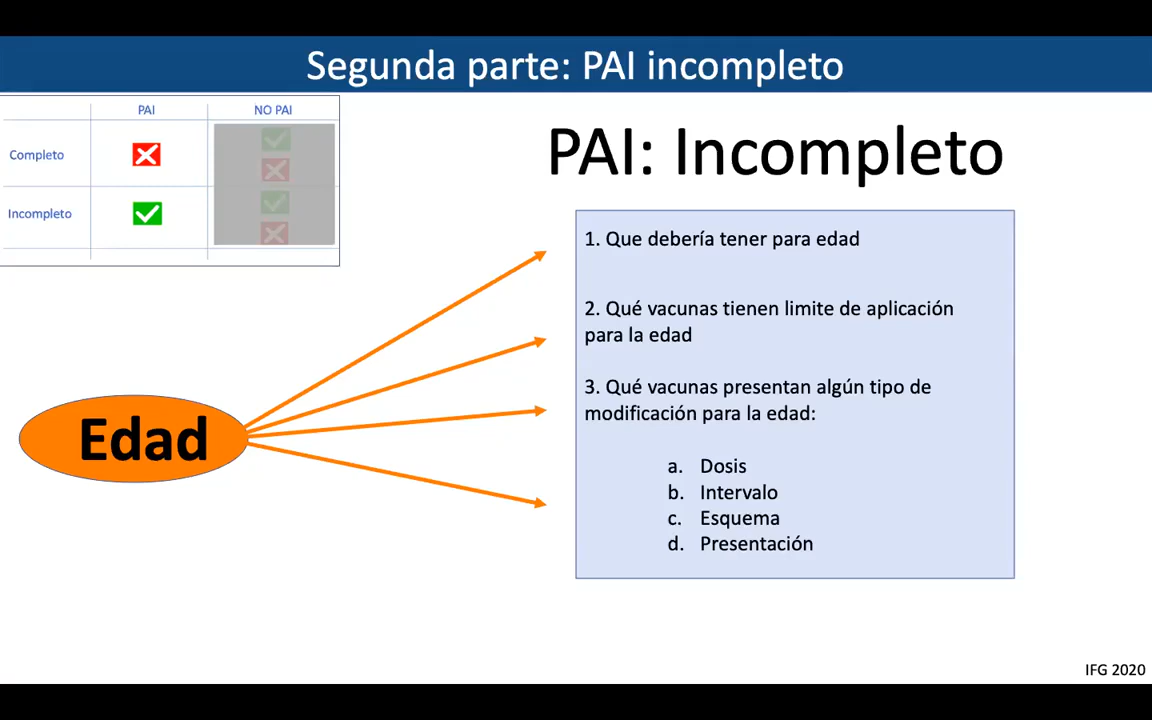 Segunda parte: PAI incompleto
PAI NO PAI
Completo
Incompleto
PAI: Incompleto
Edad
1. Que debería tener para edad
2. Qué vacunas tienen limite de aplicación
para la edad
3. Qué vacunas presentan algún tipo de
modificación para la edad:
a. Dosis
b. Intervalo
c. Esquema
d. Presentación
IFG 2020